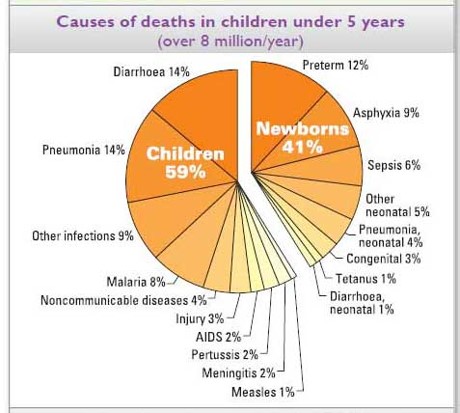 Causes of deaths in children under 5 years
(over 8 million/year)
Diarrhoea 14%
Preterm 12%
Asphyxia 9%
Newborns
41%
Pneumonia 14%
Children
59%
Sepsis 6%
Other
neonatal 5%
Pneumonia,
neonatal 4%
Other infections 9%
Congenital 3%
Malaria 8%
Tetanus 1%
Noncommunicable diseases 4%
Diarrhoea,
neonatal 1%
Injury 3%
AIDS 2%
Pertussis 2%
Meningitis 2%
Measles 1%